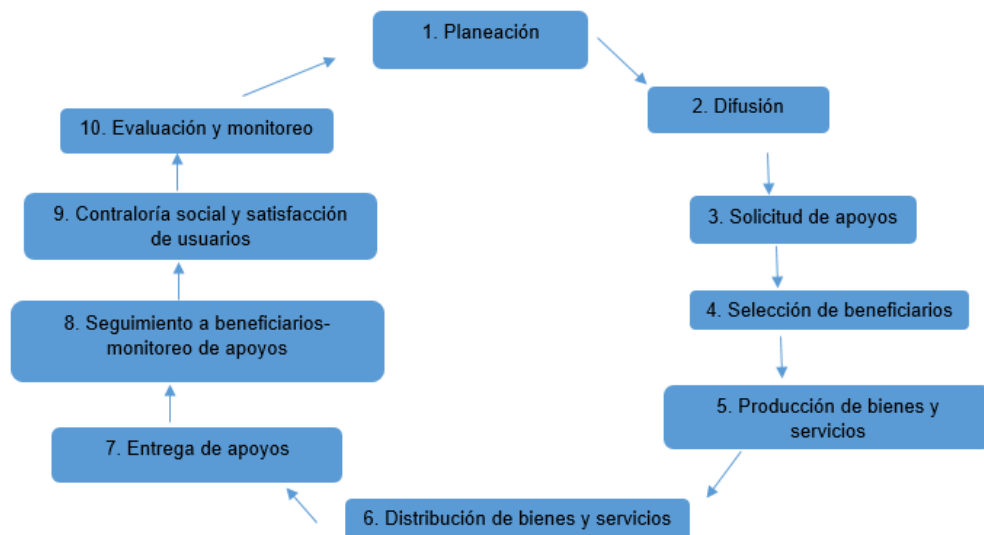 1. Planeación
2. Difusión
3. Solicitud de apoyos
4. Selección de beneficiarios
5. Producción de bienes y
servicios
6. Distribución de bienes y servicios
7. Entrega de apoyos
8. Seguimiento a beneficiarios-
monitoreo de apoyos
9. Contraloría social y satisfacción
de usuarios
10. Evaluación y monitoreo